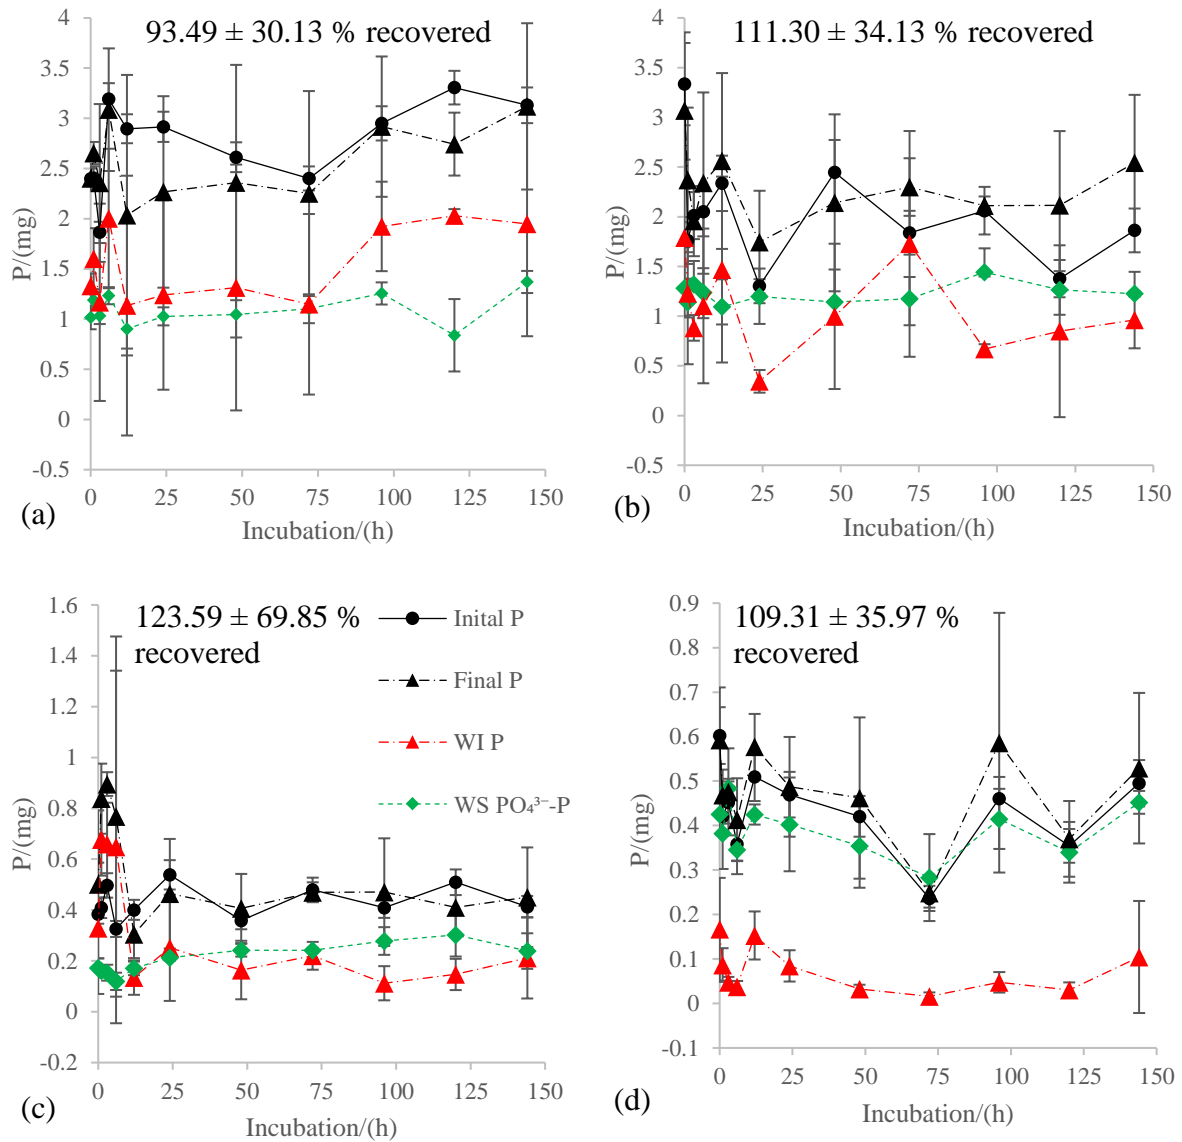 93.49 ± 30.13 % recovered
4
3.5
3
2.5
2
1.5
1
0.5
0
-0.5
P/(mg)
0 25 50 75 100 125 150
Incubation/(h)
(a)
111.30 ± 34.13 % recovered
4
3.5
3
2.5
2
1.5
1
0.5
0
-0.5
P/(mg)
0 25 50 75 100 125 150
Incubation/(h)
(b)
123.59 ± 69.85 %
recovered
1.6
1.4
1.2
1
0.8
0.6
0.4
0.2
0
-0.2
P/(mg)
Inital P
Final P
WI P
WS PO₄³⁻-P
0 25 50 75 100 125 150
Incubation/(h)
(c)
109.31 ± 35.97 %
recovered
0.9
0.8
0.7
0.6
0.5
0.4
0.3
0.2
0.1
0
-0.1
P/(mg)
0 25 50 75 100 125 150
Incubation/(h)
(d)